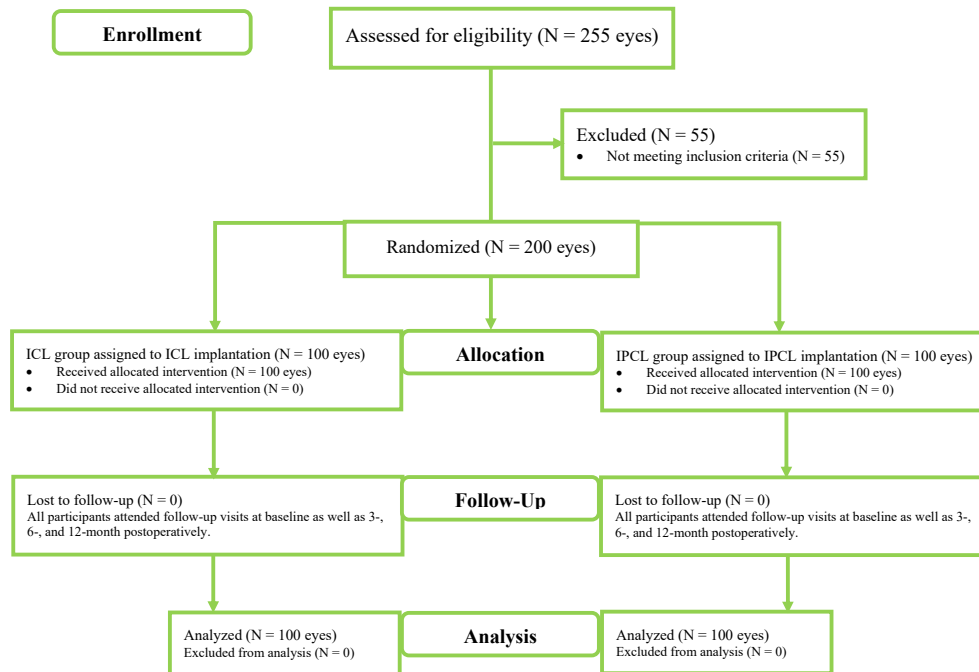 Enrollment
Assessed for eligibility (N = 255 eyes)
Excluded (N = 55)
• Not meeting inclusion criteria (N = 55)
Randomized (N = 200 eyes)
ICL group assigned to ICL implantation (N = 100 eyes)
• Received allocated intervention (N = 100 eyes)
• Did not receive allocated intervention (N = 0)
Allocation
IPCL group assigned to IPCL implantation (N = 100 eyes)
• Received allocated intervention (N = 100 eyes)
• Did not receive allocated intervention (N = 0)
Lost to follow-up (N = 0)
All participants attended follow-up visits at baseline as well as 3-,
6-, and 12-month postoperatively.
Follow-Up
Lost to follow-up (N = 0)
All participants attended follow-up visits at baseline as well as 3-,
6-, and 12-month postoperatively.
Analyzed (N = 100 eyes)
Excluded from analysis (N = 0)
Analysis
Analyzed (N = 100 eyes)
Excluded from analysis (N = 0)